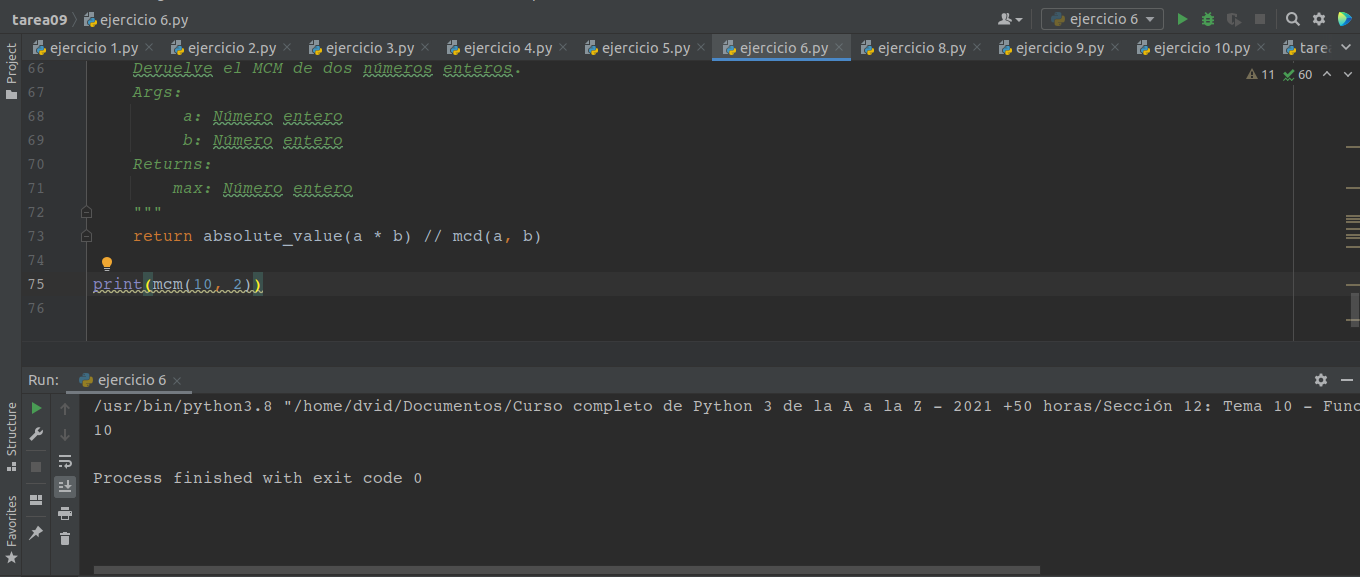 tarea09 ejercicio 6.py ejercicio 6
ejercicio 1.py ejercicio 2.py ejercicio 3.py ejercicio 4.py ejercicio 5.py ejercicio 6.py ejercicio 8.py ejercicio 9.py ejercicio 10.py tarea
Project
11 60
66 Devuelve el MCM de dos números enteros.
67 Args:
68 a: Número entero
69 b: Número entero
70 Returns:
71 max: Número entero
72 """
73 return absolute_value(a * b) // mcd(a, b)
74
75 print(mcm(10, 2))
76
Run: ejercicio 6
/usr/bin/python3.8 "/home/dvid/Documentos/Curso completo de Python 3 de la A a la Z - 2021 +50 horas/Sección 12: Tema 10 - Func
10
Process finished with exit code 0
Structure
Favorites